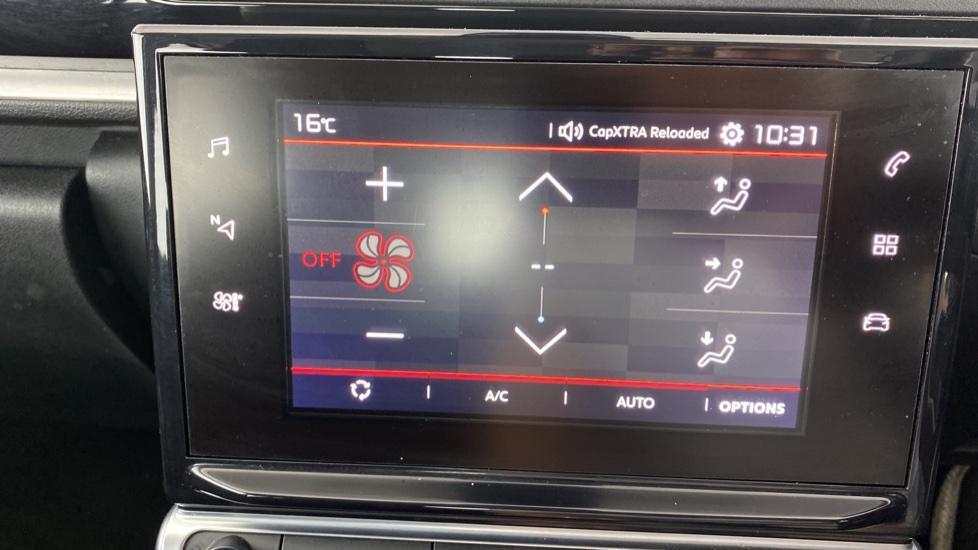 16°C CapXTRA Reloaded 10:31
N
OFF
--
A/C AUTO OPTIONS